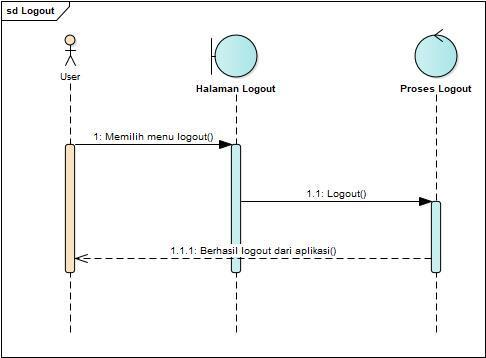 sd Logout
User
Halaman Logout
Proses Logout
1: Memilih menu logout()
1.1: Logout()
1.1.1: Berhasil logout dari aplikasi()